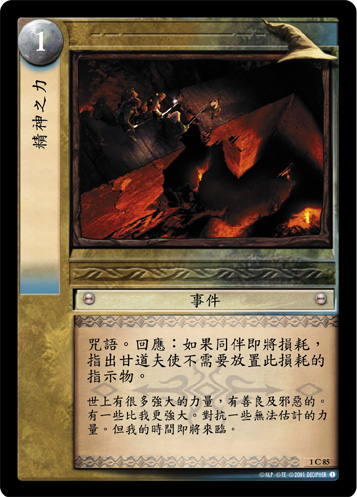 1
精神之力
事件
咒語。回應：如果同伴即將損耗，
指出甘道夫使不需要放置此損耗的
指示物。
世上有很多強大的力量，有善良及邪惡的。
有一些比我更強大。對抗一些無法估計的力
量。但我的時間即將來臨。
1 C 85
©NLP ©TE ©2001 DECIPHER